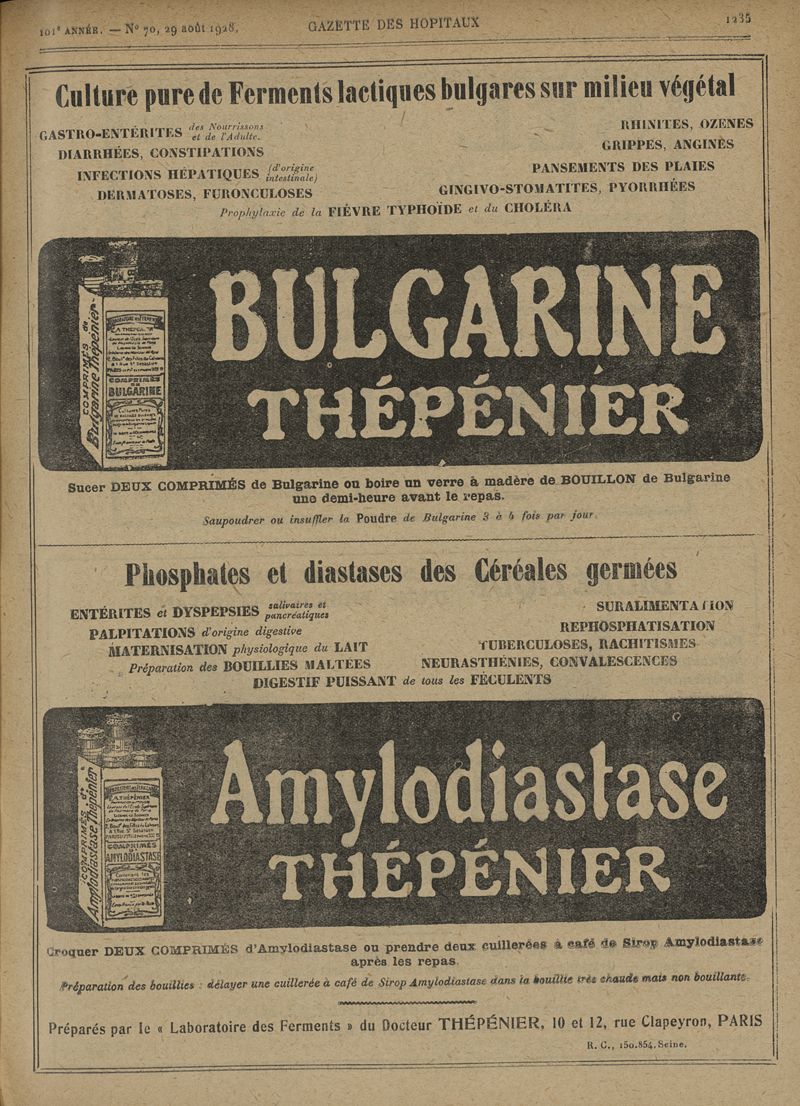 101e ANNÉE. — No 70, 29 août 1928.
GAZETTE DES HOPITAUX
1235
Culture pure de Ferments lactiques bulgares sur milieu végétal
GASTRO-ENTÉRITES des Nourrissons et de l'Adulte.
DIARRHÉES, CONSTIPATIONS
INFECTIONS HÉPATIQUES (d'origine intestinale)
DERMATOSES, FURONCULOSES
RHINITES, OZENES
GRIPPES, ANGINES
PANSEMENTS DES PLAIES
GINGIVO-STOMATITES, PYORRHÉES
Prophylaxie de la FIÉVRE TYPHOÏDE et du CHOLÉRA
COMPRIMÉS de
Bulgarine Thépénier
A. THÉPÉNIER
COMPRIMÉS
DE
BULGARINE
BULGARINE
THÉPÉNIER
Sucer DEUX COMPRIMÉS de Bulgarine ou boire un verre à madère de BOUILLON de Bulgarine
une demi-heure avant le repas.
Saupoudrer ou insuffler la Poudre de Bulgarine 3 à 4 fois par jour.
Phosphates et diastases des Céréales germées
ENTÉRITES et DYSPEPSIES salivaires et pancréatiques
PALPITATIONS d'origine digestive
MATERNISATION physiologique du LAIT
Préparation des BOUILLIES MALTÉES
SURALIMENTATION
REPHOSPHATISATION
TUBERCULOSES, RACHITISMES
NEURASTHÉNIES, CONVALESCENCES
DIGESTIF PUISSANT de tous les FÉCULENTS
COMPRIMÉS d'
Amylodiastase Thépénier
A. THÉPÉNIER
COMPRIMÉS
D'
AMYLODIASTASE
Amylodiastase
THÉPÉNIER
Croquer DEUX COMPRIMÉS d'Amylodiastase ou prendre deux cuillerées à café de Sirop Amylodiastase
après les repas.
Préparation des bouillies : délayer une cuillerée à café de Sirop Amylodiastase dans la bouillie très chaude mais non bouillante.
Préparés par le « Laboratoire des Ferments » du Docteur THÉPÉNIER, 10 et 12, rue Clapeyron, PARIS
R. C., 150.854, Seine.